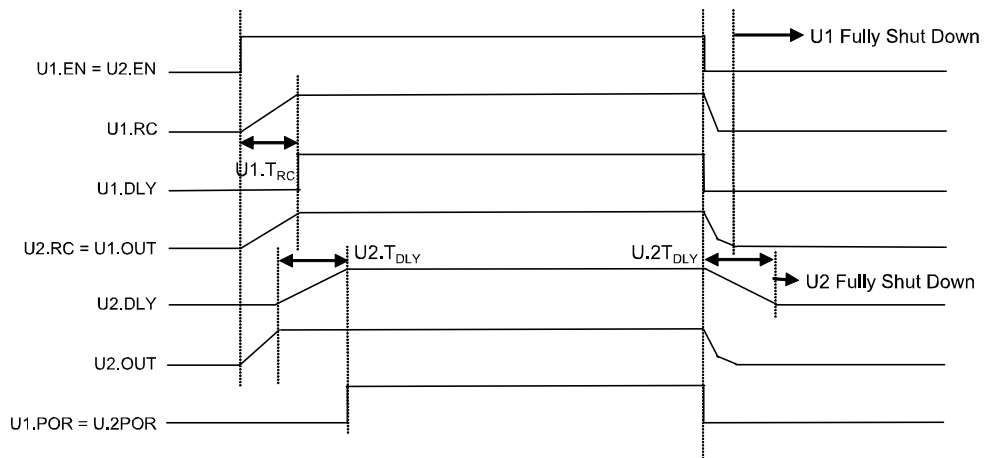 U1 Fully Shut Down
U1.EN = U2.EN
U1.RC
U1.TRC
U1.DLY
U2.RC = U1.OUT
U2.TDLY
U.2TDLY
U2 Fully Shut Down
U2.DLY
U2.OUT
U1.POR = U.2POR